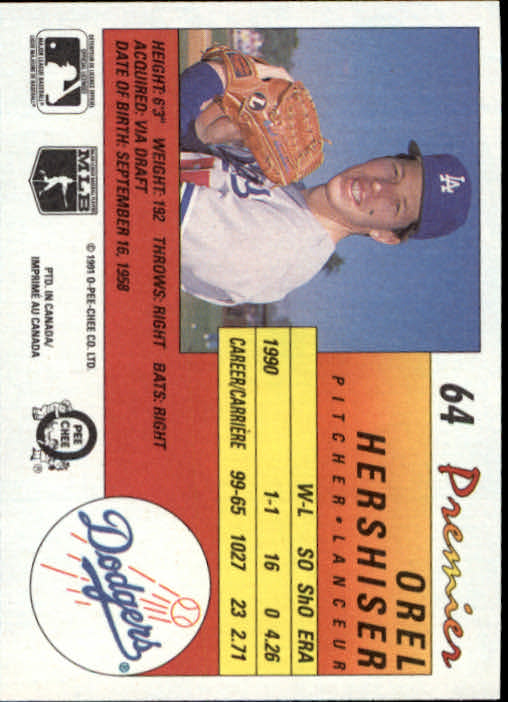 64 Premier
OREL
HERSHISER
PITCHER • LANCEUR
W-L SO ShO ERA
1990 1-1 16 0 4.26
CAREER/CARRIÈRE 99-65 1027 23 2.71
LA
HEIGHT: 6'3" WEIGHT: 192 THROWS: RIGHT BATS: RIGHT
ACQUIRED: VIA DRAFT
DATE OF BIRTH: SEPTEMBER 16, 1958
Dodgers®
MLB
© 1991 O-PEE-CHEE CO. LTD.
PTD. IN CANADA/
IMPRIMÉ AU CANADA
O PEE CHEE ®